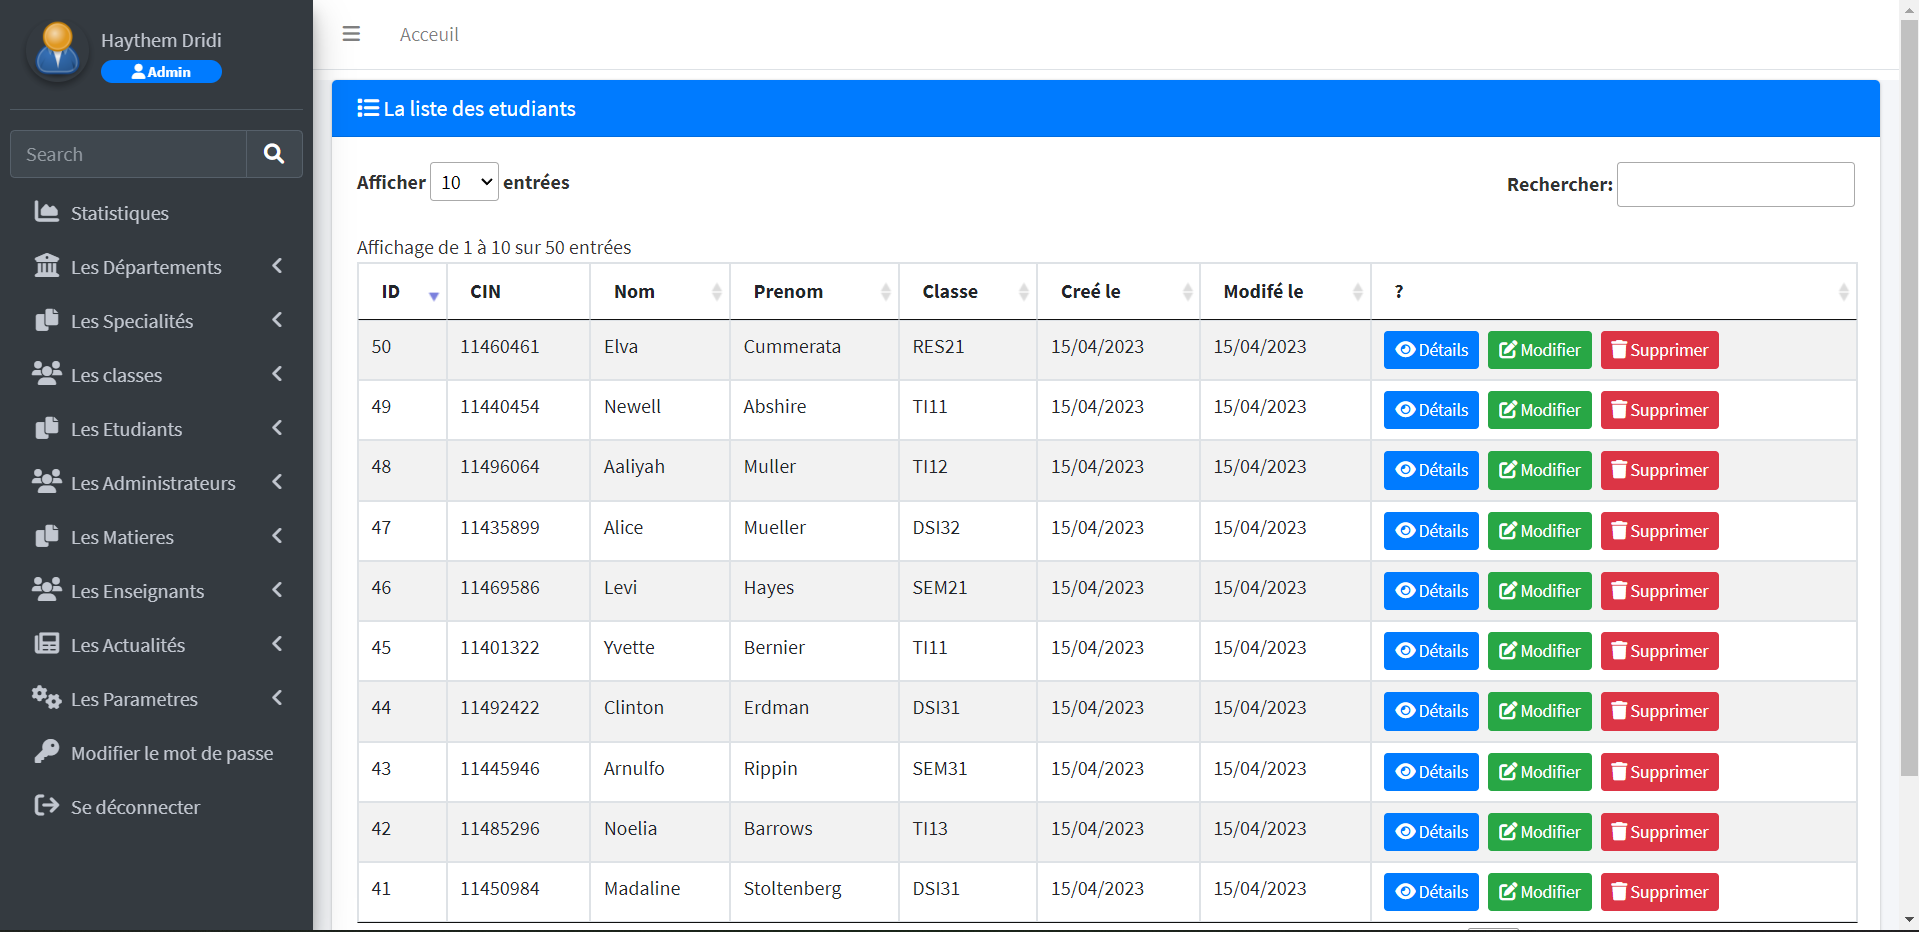 Haythem Dridi
Admin
Search
Statistiques
Les Départements
Les Specialités
Les classes
Les Etudiants
Les Administrateurs
Les Matieres
Les Enseignants
Les Actualités
Les Parametres
Modifier le mot de passe
Se déconnecter
Acceuil
La liste des etudiants
Afficher 10 entrées
Rechercher:
Affichage de 1 à 10 sur 50 entrées
ID CIN Nom Prenom Classe Creé le Modifé le ?
50 11460461 Elva Cummerata RES21 15/04/2023 15/04/2023 Détails Modifier Supprimer
49 11440454 Newell Abshire TI11 15/04/2023 15/04/2023 Détails Modifier Supprimer
48 11496064 Aaliyah Muller TI12 15/04/2023 15/04/2023 Détails Modifier Supprimer
47 11435899 Alice Mueller DSI32 15/04/2023 15/04/2023 Détails Modifier Supprimer
46 11469586 Levi Hayes SEM21 15/04/2023 15/04/2023 Détails Modifier Supprimer
45 11401322 Yvette Bernier TI11 15/04/2023 15/04/2023 Détails Modifier Supprimer
44 11492422 Clinton Erdman DSI31 15/04/2023 15/04/2023 Détails Modifier Supprimer
43 11445946 Arnulfo Rippin SEM31 15/04/2023 15/04/2023 Détails Modifier Supprimer
42 11485296 Noelia Barrows TI13 15/04/2023 15/04/2023 Détails Modifier Supprimer
41 11450984 Madaline Stoltenberg DSI31 15/04/2023 15/04/2023 Détails Modifier Supprimer